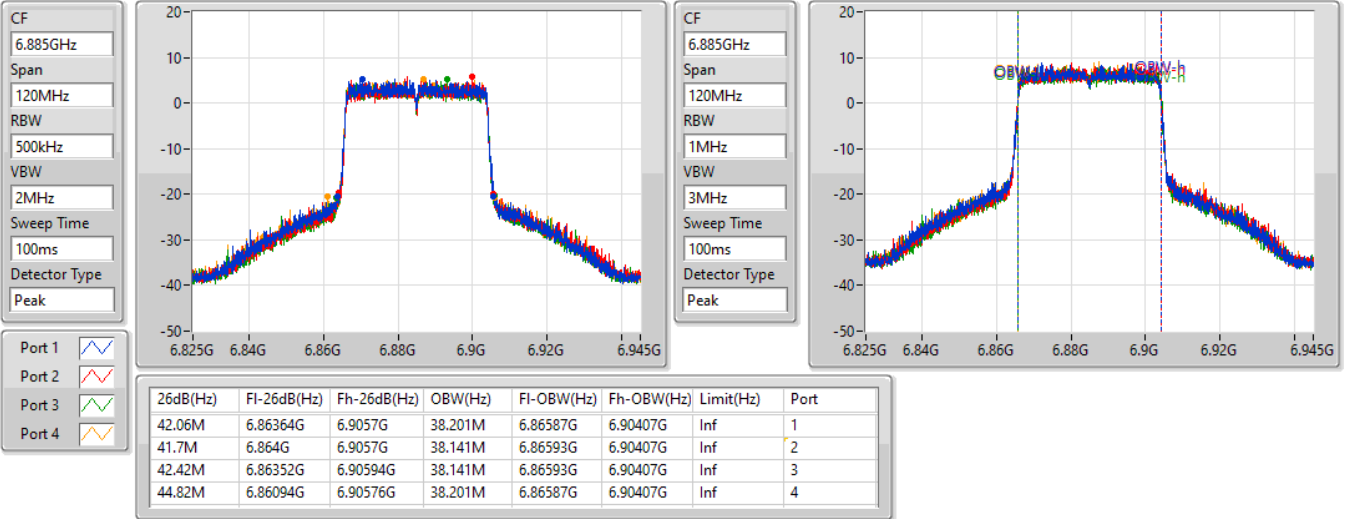 CF
6.885GHz
Span
120MHz
RBW
500kHz
VBW
2MHz
Sweep Time
100ms
Detector Type
Peak
20
10
0
-10
-20
-30
-40
-50
6.825G 6.84G 6.86G 6.88G 6.9G 6.92G 6.945G
CF
6.885GHz
Span
120MHz
RBW
1MHz
VBW
3MHz
Sweep Time
100ms
Detector Type
Peak
20
10
0
-10
-20
-30
-40
-50
OBW-h
6.825G 6.84G 6.86G 6.88G 6.9G 6.92G 6.945G
Port 1
Port 2
Port 3
Port 4
26dB(Hz) Fl-26dB(Hz) Fh-26dB(Hz) OBW(Hz) Fl-OBW(Hz) Fh-OBW(Hz) Limit(Hz) Port
42.06M 6.86364G 6.9057G 38.201M 6.86587G 6.90407G Inf 1
41.7M 6.864G 6.9057G 38.141M 6.86593G 6.90407G Inf 2
42.42M 6.86352G 6.90594G 38.141M 6.86593G 6.90407G Inf 3
44.82M 6.86094G 6.90576G 38.201M 6.86587G 6.90407G Inf 4